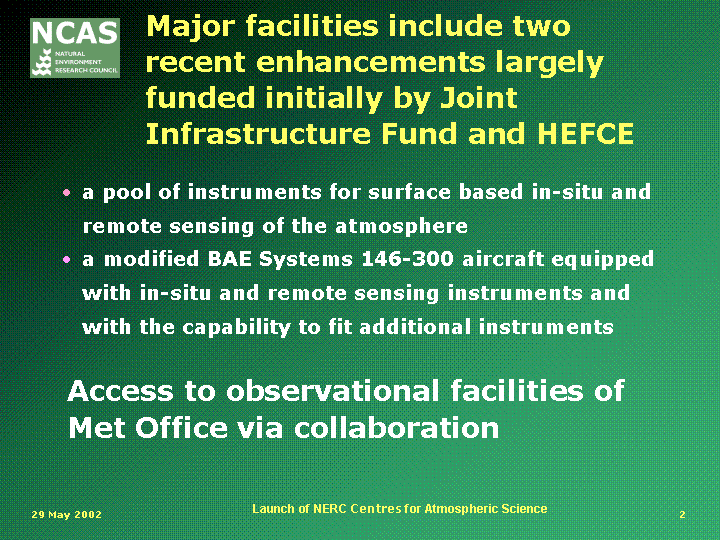 NCAS
NATURAL
ENVIRONMENT
RESEARCH COUNCIL
Major facilities include two
recent enhancements largely
funded initially by Joint
Infrastructure Fund and HEFCE
• a pool of instruments for surface based in-situ and
remote sensing of the atmosphere
• a modified BAE Systems 146-300 aircraft equipped
with in-situ and remote sensing instruments and
with the capability to fit additional instruments
Access to observational facilities of
Met Office via collaboration
29 May 2002
Launch of NERC Centres for Atmospheric Science
2